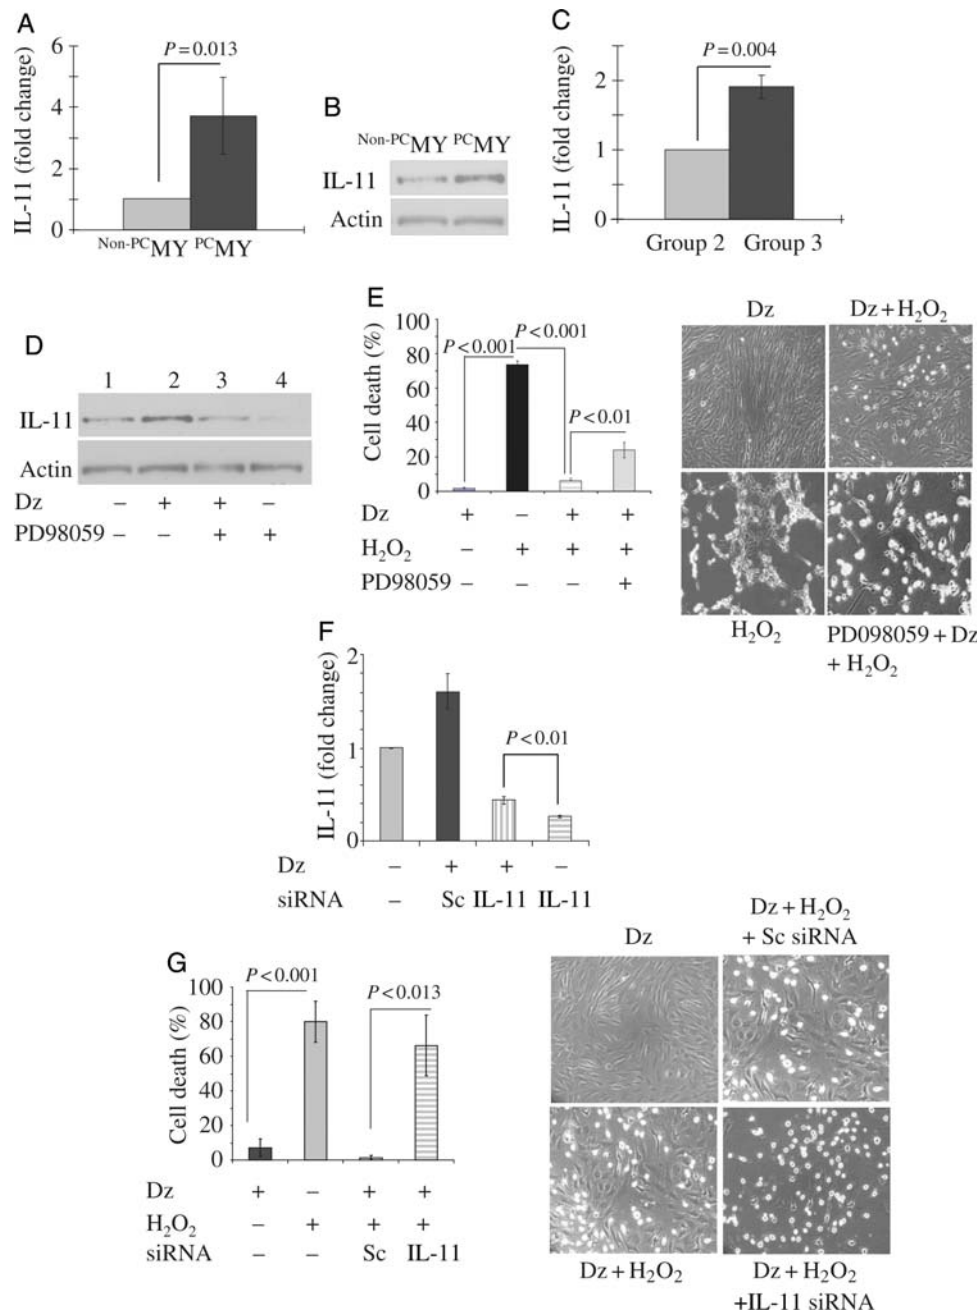 A
IL-11 (fold change)
6
4
2
0
P = 0.013
Non-PCMY PCMY
B
Non-PCMY PCMY
IL-11
Actin
C
IL-11 (fold change)
2
1
0
P = 0.004
Group 2 Group 3
D
1 2 3 4
IL-11
Actin
Dz – + + –
PD98059 – – + +
E
Cell death (%)
100
80
60
40
20
0
P < 0.001
P < 0.001
P < 0.01
Dz + – + +
H2O2 – + + +
PD98059 +
Dz Dz + H2O2
H2O2 PD098059 + Dz
+ H2O2
F
IL-11 (fold change)
2
1
0
P < 0.01
Dz – + + –
siRNA – Sc IL-11 IL-11
G
Cell death (%)
100
80
60
40
20
0
P < 0.001
P < 0.013
Dz + – + +
H2O2 – + + +
siRNA – – Sc IL-11
Dz
Dz + H2O2
+ Sc siRNA
Dz + H2O2
Dz + H2O2
+IL-11 siRNA